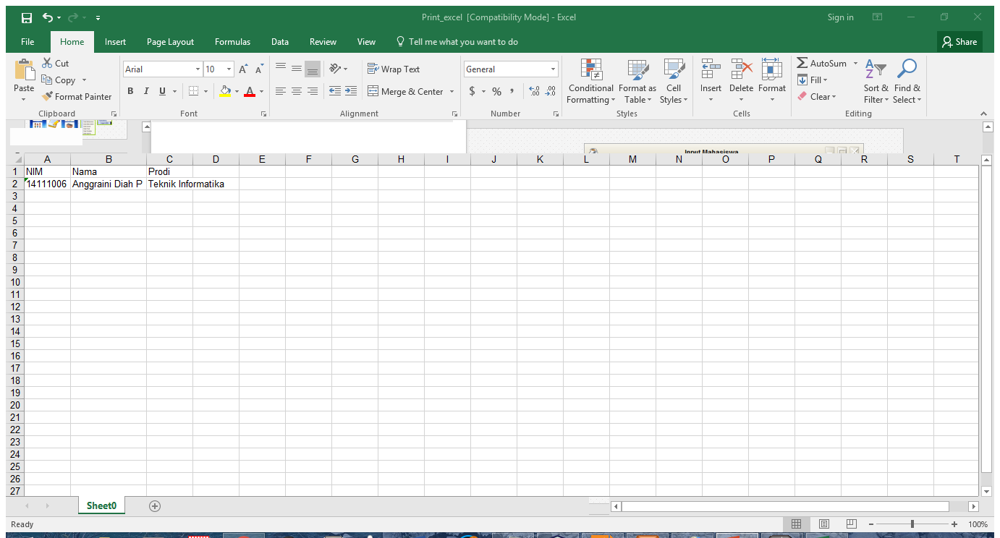 Print_excel [Compatibility Mode] - Excel
Sign in
File Home Insert Page Layout Formulas Data Review View Tell me what you want to do Share
Cut
Copy
Format Painter
Paste
Clipboard
Arial 10 A A
B I U A
Font
Wrap Text
Merge & Center
Alignment
General
$ % , .00 .00
Number
Conditional Formatting
Format as Table
Cell Styles
Styles
Insert Delete Format
Cells
AutoSum
Fill
Clear
Sort & Filter
Find & Select
Editing
Input Mahasiswa
A B C D E F G H I J K L M N O P Q R S T
1 NIM Nama Prodi
2 14111006 Anggraini Diah P Teknik Informatika
3
4
5
6
7
8
9
10
11
12
13
14
15
16
17
18
19
20
21
22
23
24
25
26
27
Sheet0
Ready
100%